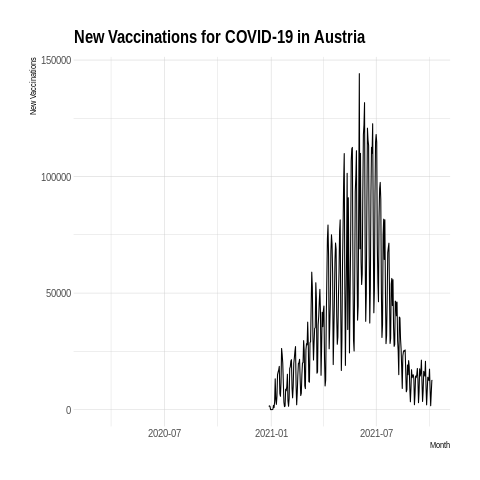 New Vaccinations for COVID-19 in Austria
New Vaccinations
150000
100000
50000
0
2020-07
2021-01
2021-07
Month